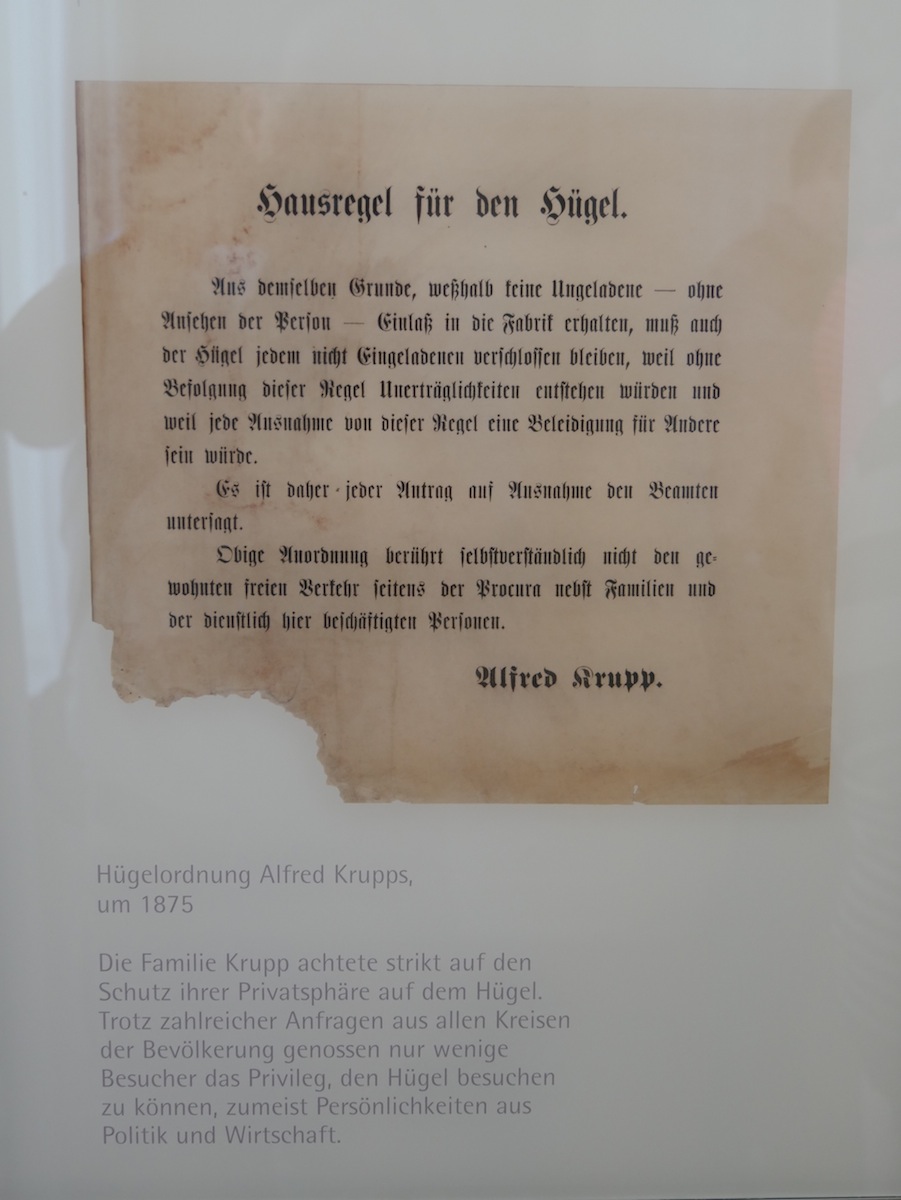 Hausregel für den Hügel.
Aus demselben Grunde, weßhalb keine Ungeladene — ohne
Ansehen der Person — Einlaß in die Fabrik erhalten, muß auch
der Hügel jedem nicht Eingeladenen verschlossen bleiben, weil ohne
Befolgung dieser Regel Unerträglichkeiten entstehen würden und
weil jede Ausnahme von dieser Regel eine Beleidigung für Andere
sein würde.
Es ist daher jeder Antrag auf Ausnahme den Beamten
untersagt.
Obige Anordnung berührt selbstverständlich nicht den ge-
wohnten freien Verkehr seitens der Procura nebst Familien und
der dienstlich hier beschäftigten Personen.
Alfred Krupp.
Hügelordnung Alfred Krupps,
um 1875
Die Familie Krupp achtete strikt auf den
Schutz ihrer Privatsphäre auf dem Hügel.
Trotz zahlreicher Anfragen aus allen Kreisen
der Bevölkerung genossen nur wenige
Besucher das Privileg, den Hügel besuchen
zu können, zumeist Persönlichkeiten aus
Politik und Wirtschaft.